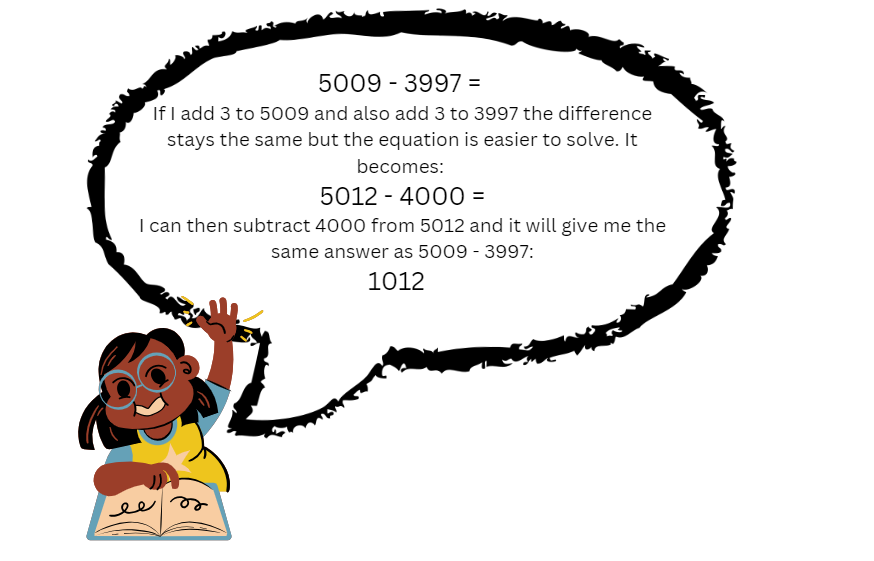 5009 - 3997 =
If I add 3 to 5009 and also add 3 to 3997 the difference
stays the same but the equation is easier to solve. It
becomes:
5012 - 4000 =
I can then subtract 4000 from 5012 and it will give me the
same answer as 5009 - 3997:
1012